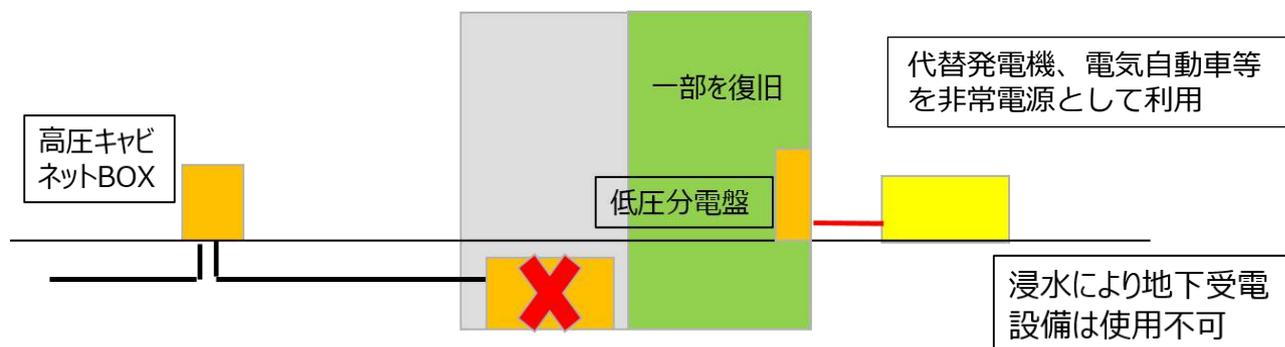 高圧キャビ
ネットBOX
一部を復旧
低圧分電盤
代替発電機、電気自動車等
を非常電源として利用
浸水により地下受電
設備は使用不可